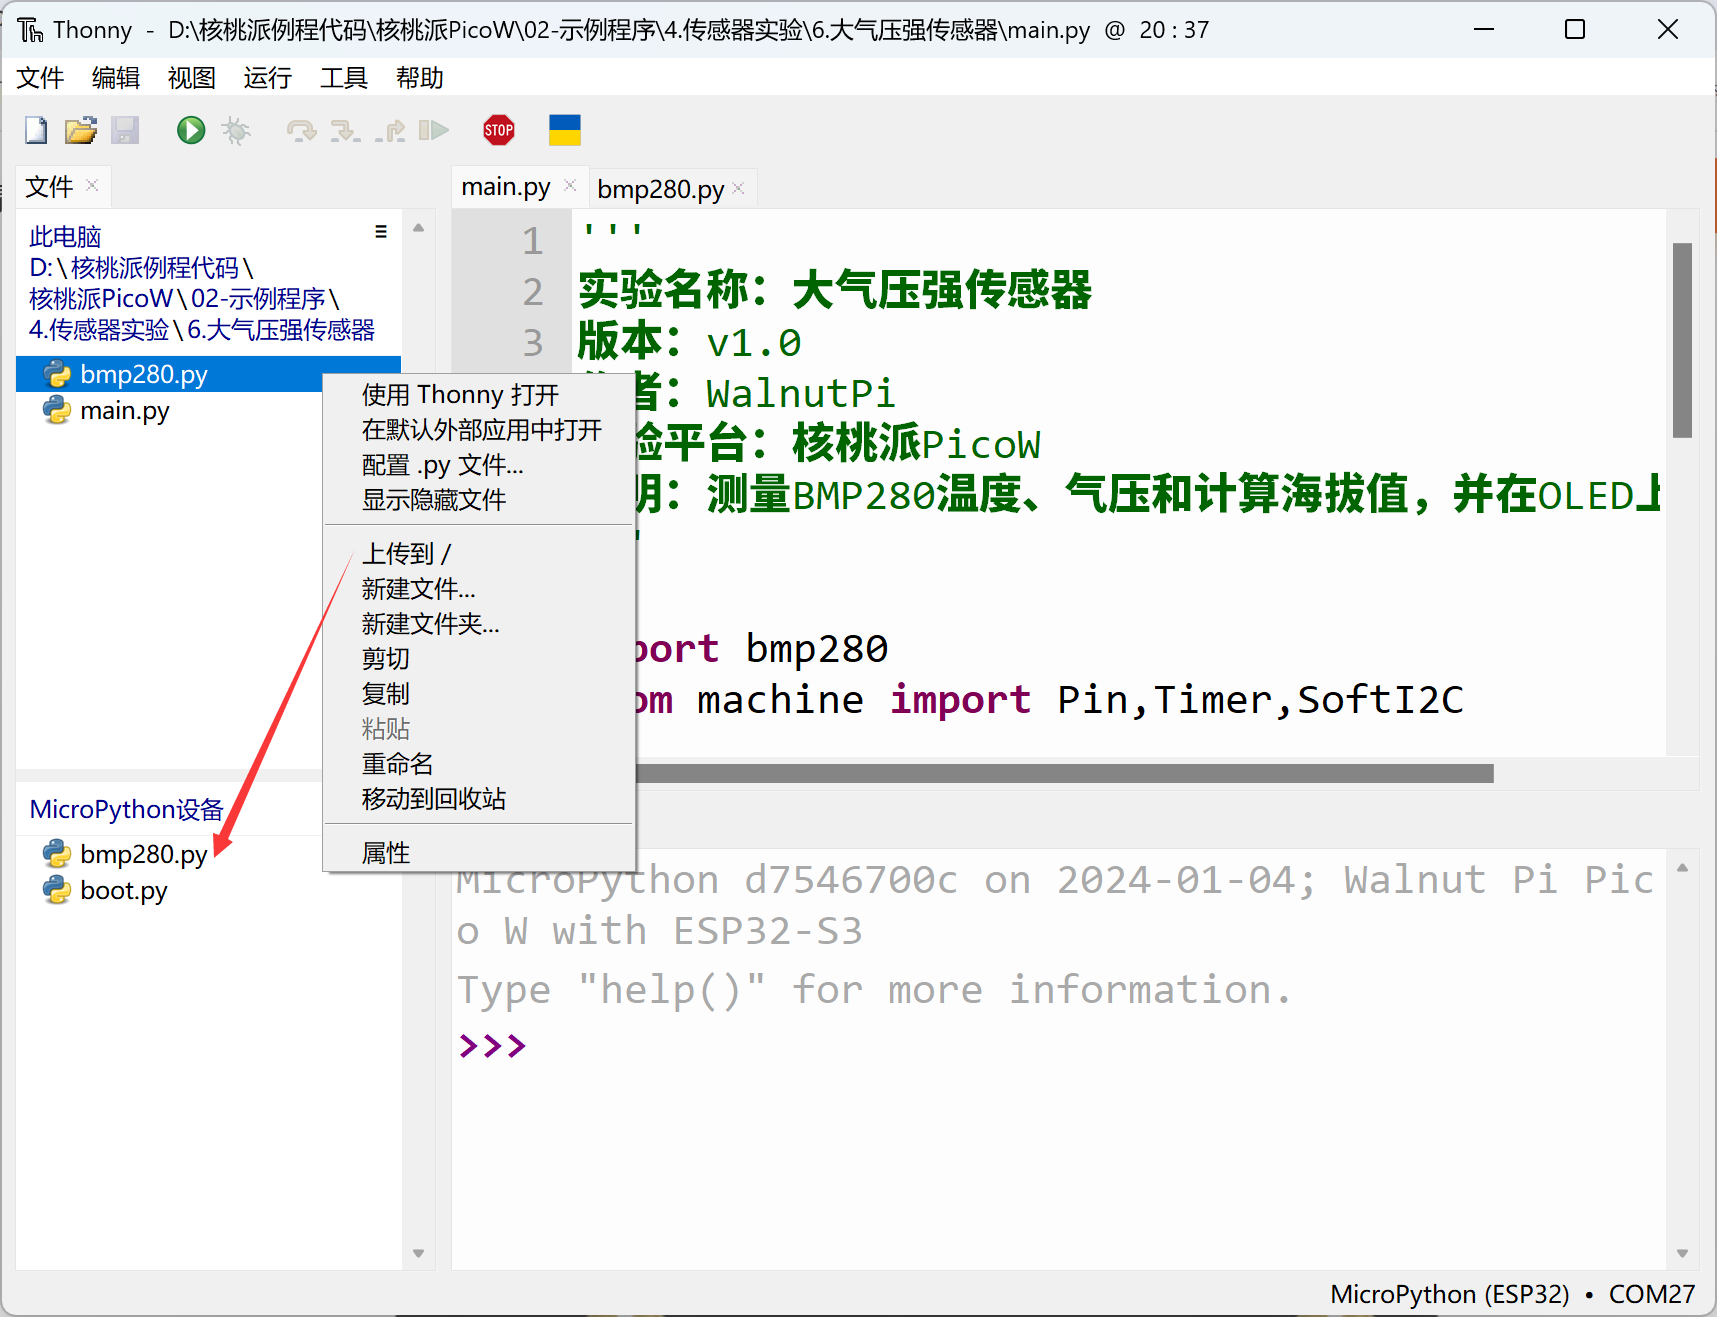 Thonny - D:\核桃派例程代码\核桃派PicoW\02-示例程序\4.传感器实验\6.大气压强传感器\main.py @ 20 : 37
文件 编辑 视图 运行 工具 帮助
STOP
文件
此电脑
D:\核桃派例程代码\
核桃派PicoW\02-示例程序\
4.传感器实验\6.大气压强传感器
bmp280.py
main.py
使用 Thonny 打开
在默认外部应用中打开
配置 .py 文件...
显示隐藏文件
上传到 /
新建文件...
新建文件夹...
剪切
复制
粘贴
重命名
移动到回收站
属性
MicroPython设备
bmp280.py
boot.py
main.py bmp280.py
1 '''
2 实验名称：大气压强传感器
3 版本：v1.0
者：WalnutPi
验平台：核桃派PicoW
明：测量BMP280温度、气压和计算海拔值，并在OLED上
'
port bmp280
om machine import Pin,Timer,SoftI2C
MicroPython d7546700c on 2024-01-04; Walnut Pi Pic
o W with ESP32-S3
Type "help()" for more information.
>>>
MicroPython (ESP32) • COM27